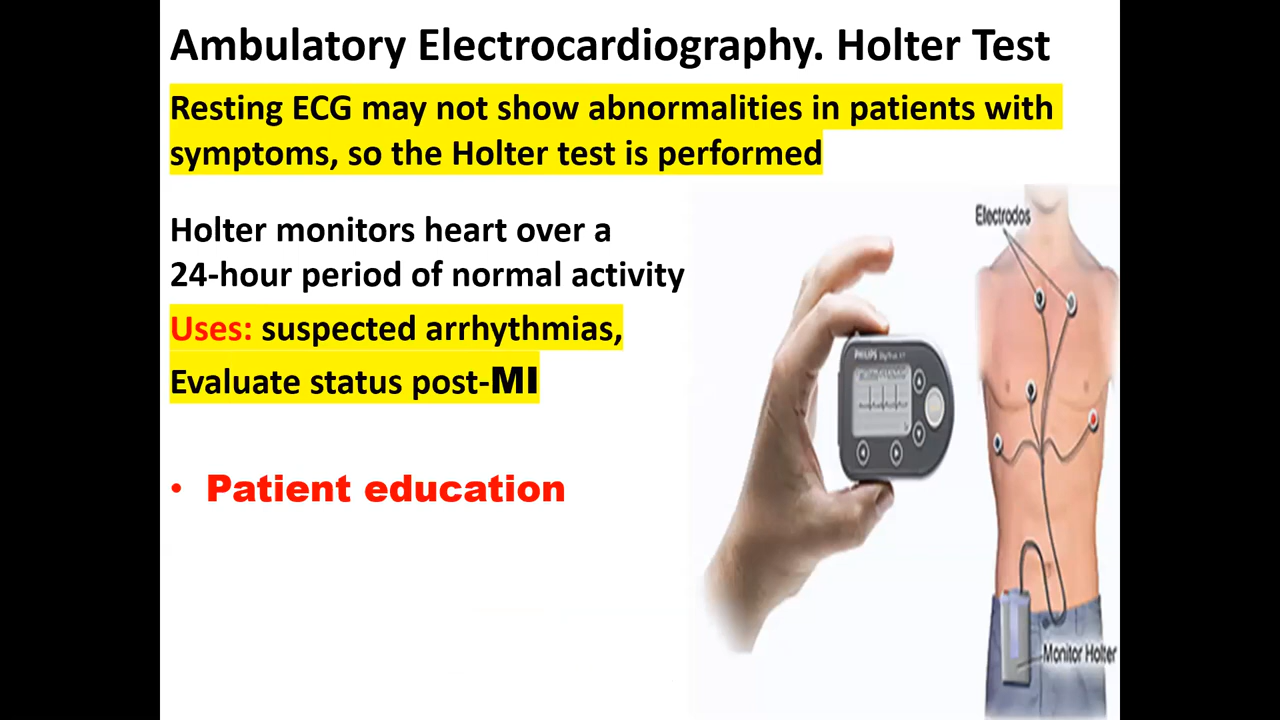 Ambulatory Electrocardiography. Holter Test
Resting ECG may not show abnormalities in patients with
symptoms, so the Holter test is performed
Holter monitors heart over a
24-hour period of normal activity
Uses: suspected arrhythmias,
Evaluate status post-MI
• Patient education
Electrodos
PHILIPS
Monitor Holter